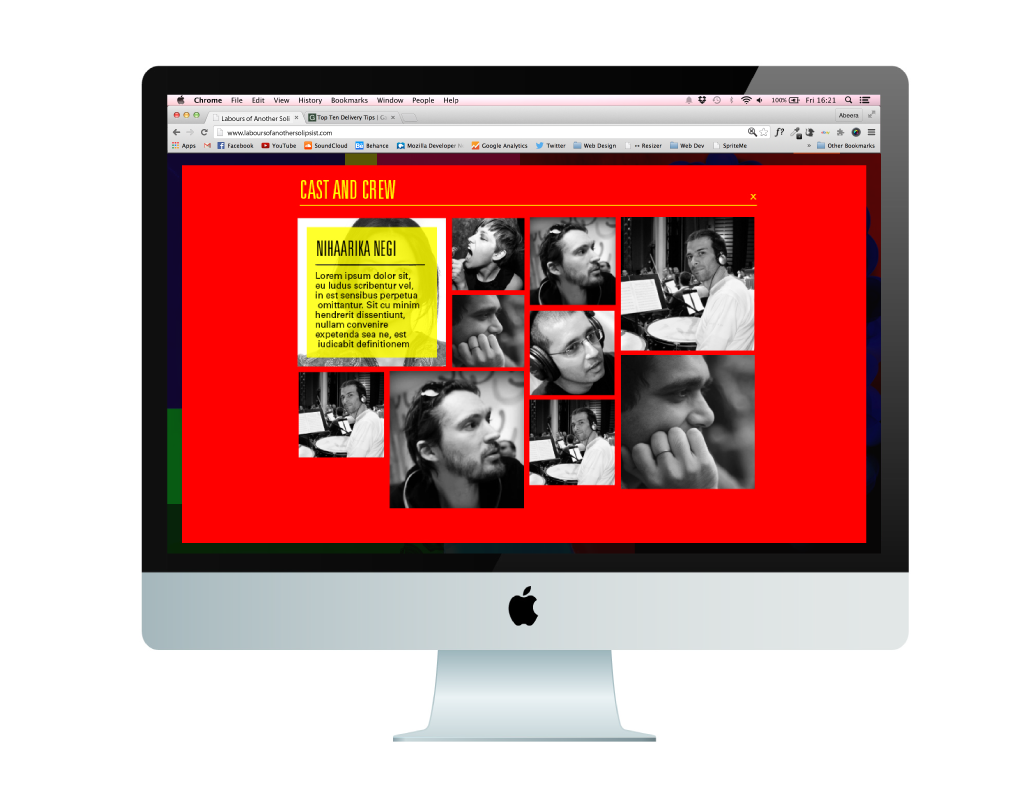 Chrome File Edit View History Bookmarks Window People Help 100% Fri 16:21
Labours of Another Soli × Top Ten Delivery Tips | Ga × Abeera
www.laboursofanothersolipsist.com f?
Apps Facebook YouTube SoundCloud Behance Mozilla Developer N Google Analytics Twitter Web Design ↔ Resizer Web Dev SpriteMe » Other Bookmarks
CAST AND CREW
x
NIHAARIKA NEGI
Lorem ipsum dolor sit,
eu ludus scribentur vel,
in est sensibus perpetua
omittantur. Sit cu minim
hendrerit dissentiunt,
nullam convenire
expetenda sea ne, est
iudicabit definitionem